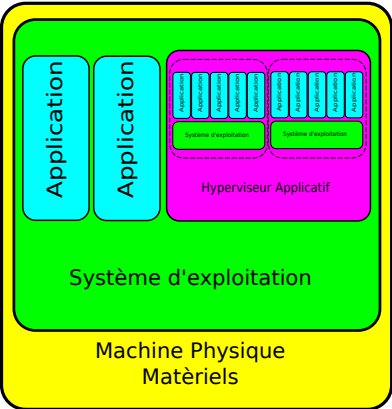 Application
Application
Application
Application
Application
Application
Application
Application
Application
Application
Application
Application
Système d'exploitation
Système d'exploitation
Hyperviseur Applicatif
Système d'exploitation
Machine Physique
Matèriels